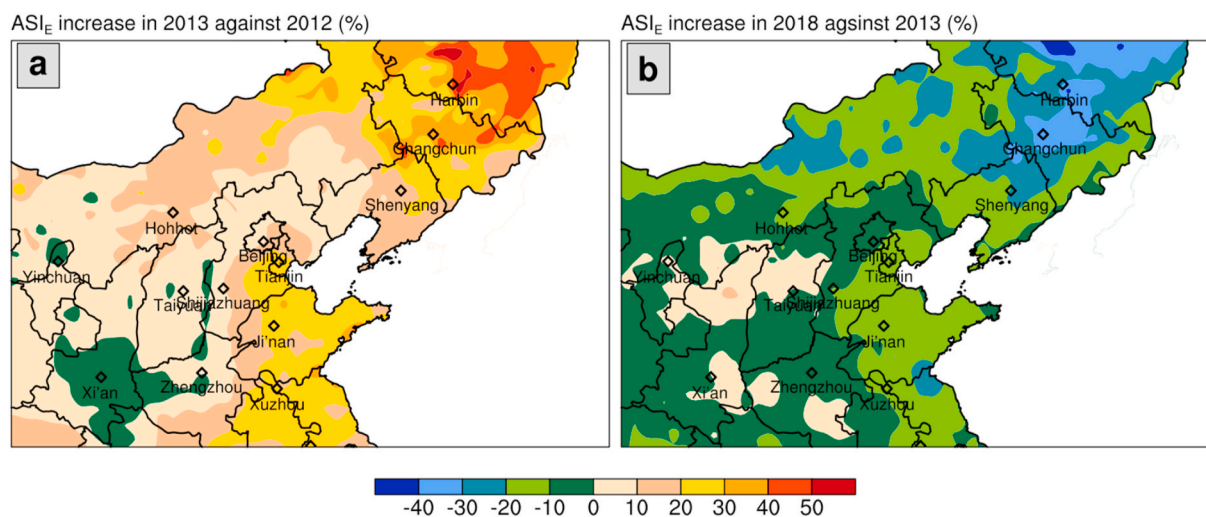 ASI_E increase in 2013 against 2012 (%)
ASI_E increase in 2018 agsinst 2013 (%)
a
Harbin
Changchun
Shenyang
Hohhot
Beijing
Yinchuan
Tianjin
Taiyuan
Shijiazhuang
Ji'nan
Xi'an
Zhengzhou
Xuzhou
b
Harbin
Changchun
Shenyang
Hohhot
Beijing
Yinchuan
Tianjin
Taiyuan
Shijiazhuang
Ji'nan
Xi'an
Zhengzhou
Xuzhou
-40 -30 -20 -10 0 10 20 30 40 50